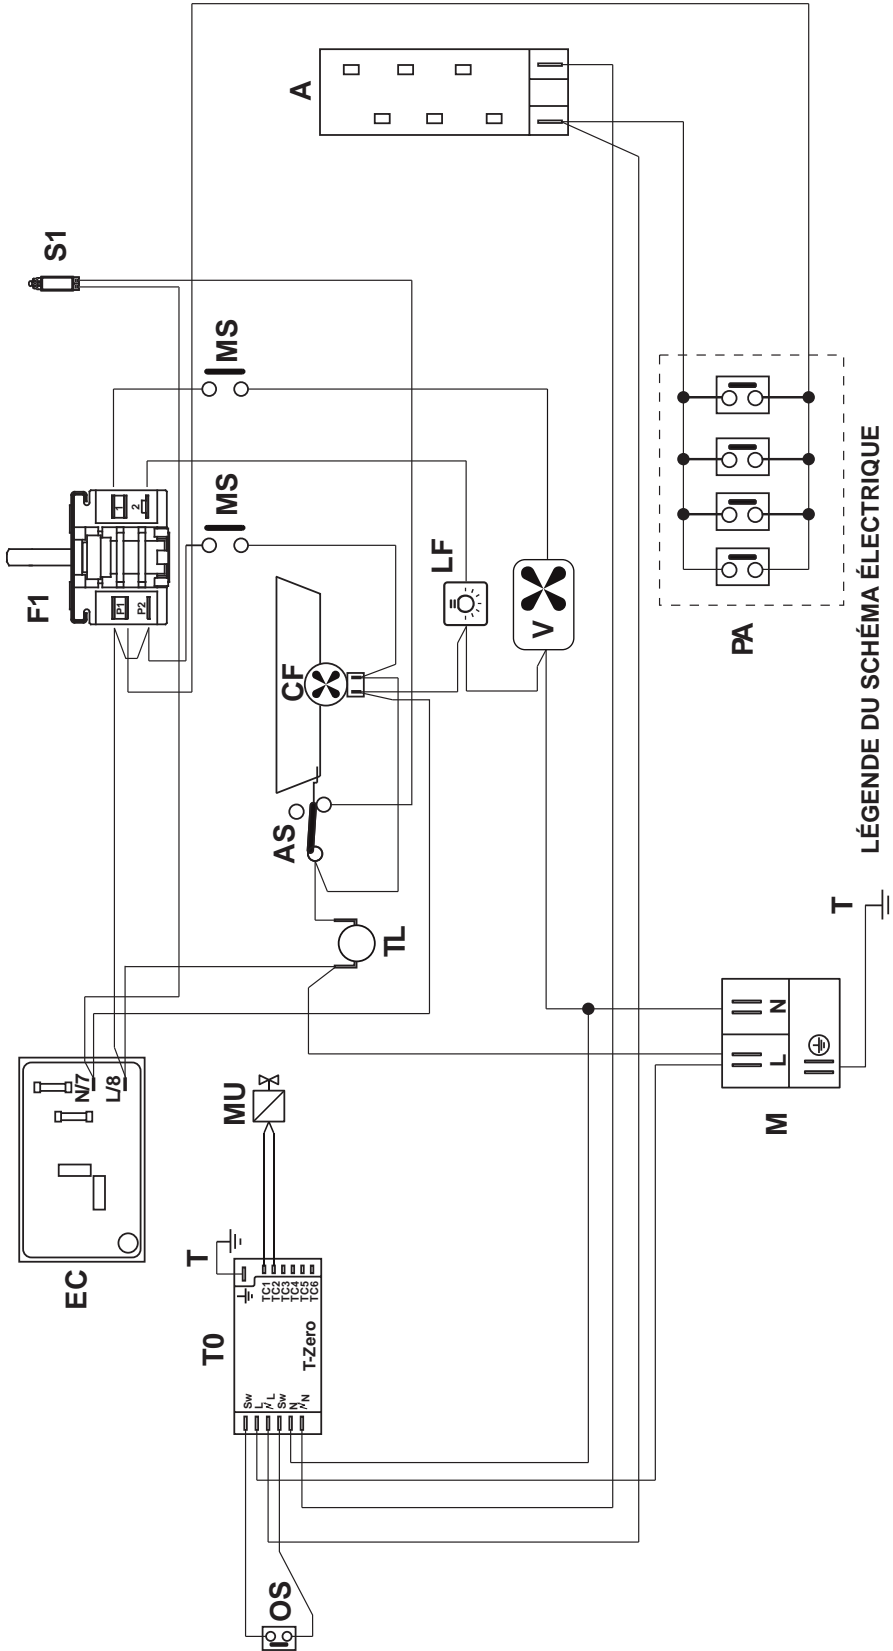 A
S1
MS
MS
F1
1
2
P1
P2
LF
V
CF
AS
TL
PA
EC
N/7
L/8
MU
T
T0
T-Zero
TC1
TC2
TC3
TC4
TC5
TC6
Sw
L
L
Sw
N
N
OS
M
L
N
T
LÉGENDE DU SCHÉMA ÉLECTRIQUE